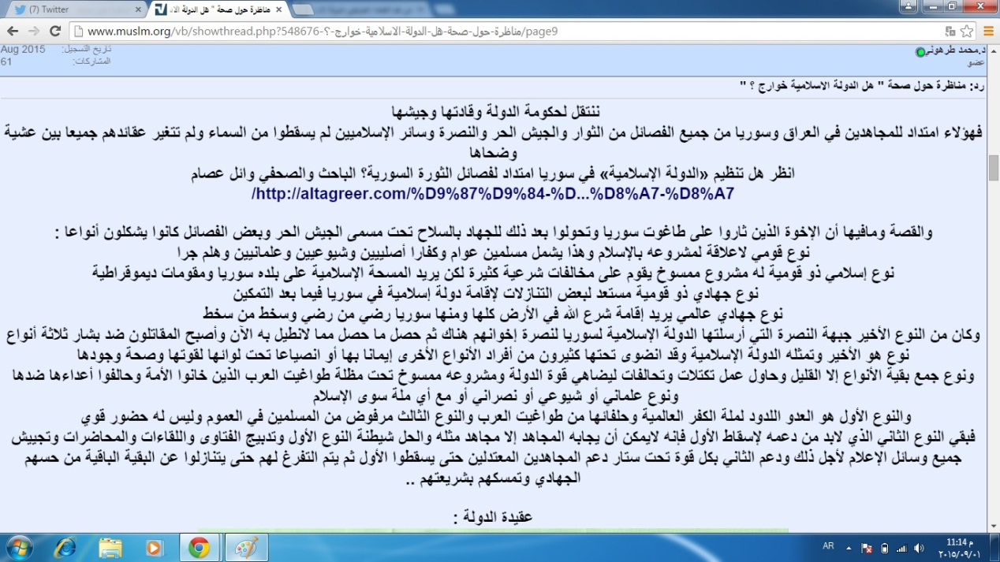 (7) Twitter
مناظرة حول صحة " هل الدولة الا
www.muslm.org/vb/showthread.php?548676-مناظرة-حول-صحة-هل-الدولة-الاسلامية-خوارج-؟/page9
د.محمد طرهوني
عضو
تاريخ التسجيل: Aug 2015
المشاركات: 61
رد: مناظرة حول صحة " هل الدولة الاسلامية خوارج ؟ "
ننتقل لحكومة الدولة وقادتها وجيشها
فهؤلاء امتداد للمجاهدين في العراق وسوريا من جميع الفصائل من الثوار والجيش الحر والنصرة وسائر الإسلاميين لم يسقطوا من السماء ولم تتغير عقائدهم جميعا بين عشية
وضحاها
انظر هل تنظيم «الدولة الإسلامية» في سوريا امتداد لفصائل الثورة السورية؟ الباحث والصحفي وائل عصام
http://altagreer.com/%D9%87%D9%84-%D...%D8%A7-%D8%A7/
والقصة ومافيها أن الإخوة الذين ثاروا على طاغوت سوريا وتحولوا بعد ذلك للجهاد بالسلاح تحت مسمى الجيش الحر وبعض الفصائل كانوا يشكلون أنواعا :
نوع قومي لاعلاقة لمشروعه بالإسلام وهذا يشمل مسلمين عوام وكفارا أصليين وشيوعيين وعلمانيين وهلم جرا
نوع إسلامي ذو قومية له مشروع ممسوخ يقوم على مخالفات شرعية كثيرة لكن يريد المسحة الإسلامية على بلده سوريا ومقومات ديموقراطية
نوع جهادي ذو قومية مستعد لبعض التنازلات لإقامة دولة إسلامية في سوريا فيما بعد التمكين
نوع جهادي عالمي يريد إقامة شرع الله في الأرض كلها ومنها سوريا رضي من رضي وسخط من سخط
وكان من النوع الأخير جبهة النصرة التي أرسلتها الدولة الإسلامية لسوريا لنصرة إخوانهم هناك ثم حصل ما حصل مما لانطيل به الآن وأصبح المقاتلون ضد بشار ثلاثة أنواع
نوع هو الأخير وتمثله الدولة الإسلامية وقد انضوى تحتها كثيرون من أفراد الأنواع الأخرى إيمانا بها أو انصياعا تحت لوائها لقوتها وصحة وجودها
ونوع جمع بقية الأنواع إلا القليل وحاول عمل تكتلات وتحالفات ليضاهي قوة الدولة ومشروعه ممسوخ تحت مظلة طواغيت العرب الذين خانوا الأمة وحالفوا أعداءها ضدها
ونوع علماني أو شيوعي أو نصراني أو مع أي ملة سوى الإسلام
والنوع الأول هو العدو اللدود لملة الكفر العالمية وحلفائها من طواغيت العرب والنوع الثالث مرفوض من المسلمين في العموم وليس له حضور قوي
فبقي النوع الثاني الذي لابد من دعمه لإسقاط الأول فإنه لايمكن أن يجابه المجاهد إلا مجاهد مثله والحل شيطنة النوع الأول وتدبيج الفتاوى واللقاءات والمحاضرات وتجييش
جميع وسائل الإعلام لأجل ذلك ودعم الثاني بكل قوة تحت ستار دعم المجاهدين المعتدلين حتى يسقطوا الأول ثم يتم التفرغ لهم حتى يتنازلوا عن البقية الباقية من حسهم
الجهادي وتمسكهم بشريعتهم ..
عقيدة الدولة :
AR
11:14 م
٢٠١٥/٠٩/٠١